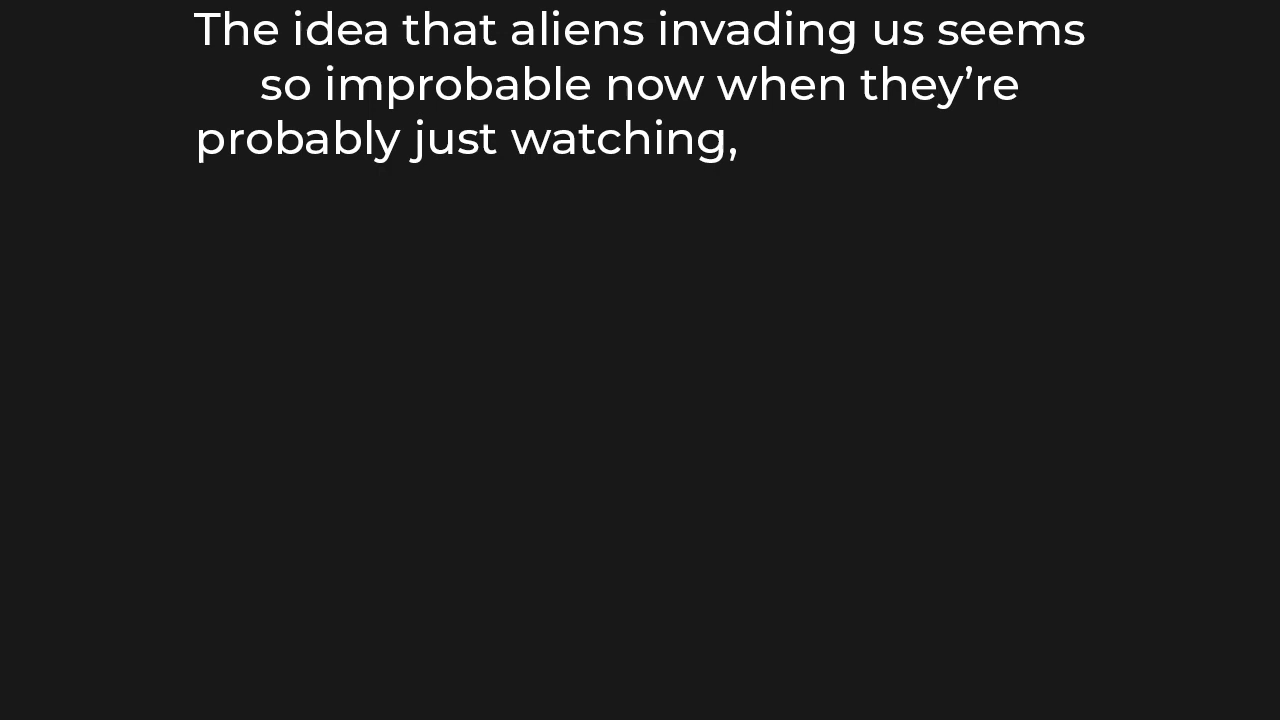 The idea that aliens invading us seems
so improbable now when they’re
probably just watching,